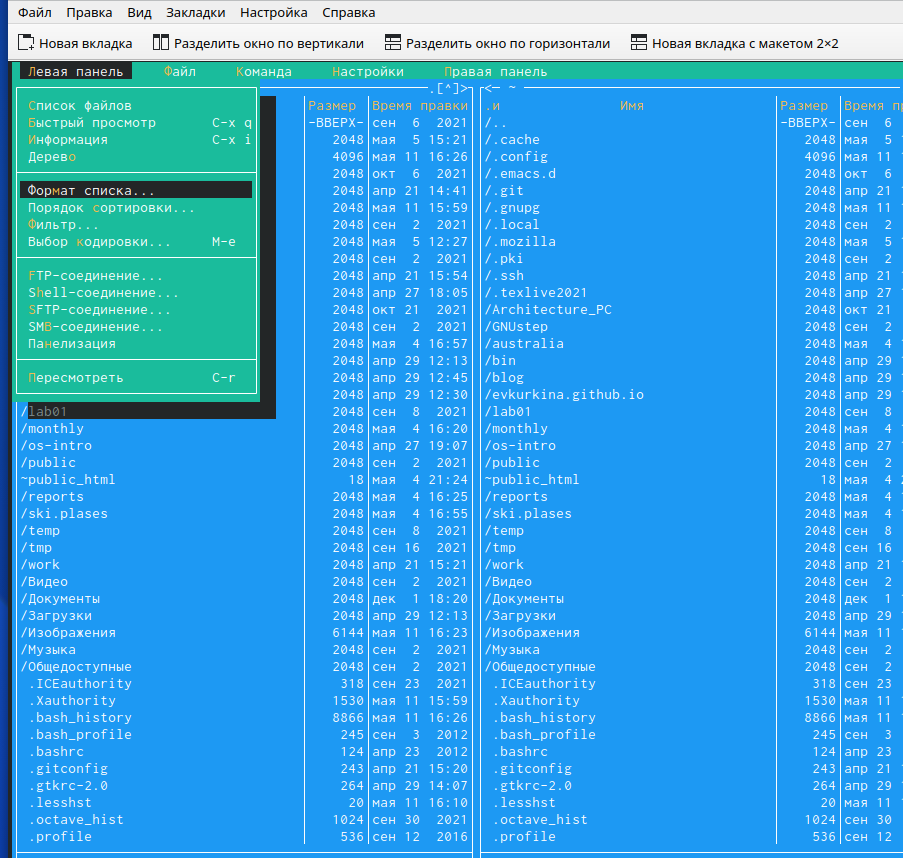 Файл Правка Вид Закладки Настройка Справка
Новая вкладка Разделить окно по вертикали Разделить окно по горизонтали Новая вкладка с макетом 2×2
Левая панель Файл Команда Настройки Правая панель
.[^]> <─ ~
Список файлов Размер Время правки .и Имя Размер Время п
Быстрый просмотр C-x q -ВВЕРХ- сен 6 2021 /.. -ВВЕРХ- сен 6
Информация C-x i 2048 мая 5 15:21 /.cache 2048 мая 5
Дерево 4096 мая 11 16:26 /.config 4096 мая 11
2048 окт 6 2021 /.emacs.d 2048 окт 6
Формат списка... 2048 апр 21 14:41 /.git 2048 апр 21
Порядок сортировки... 2048 мая 11 15:59 /.gnupg 2048 мая 11
Фильтр... 2048 сен 2 2021 /.local 2048 сен 2
Выбор кодировки... M-e 2048 мая 5 12:27 /.mozilla 2048 мая 5
2048 сен 2 2021 /.pki 2048 сен 2
FTP-соединение... 2048 апр 21 15:54 /.ssh 2048 апр 21
Shell-соединение... 2048 апр 27 18:05 /.texlive2021 2048 апр 27
SFTP-соединение... 2048 окт 21 2021 /Architecture_PC 2048 окт 21
SMB-соединение... 2048 сен 2 2021 /GNUstep 2048 сен 2
Панелизация 2048 мая 4 16:57 /australia 2048 мая 4
2048 апр 29 12:13 /bin 2048 апр 29
Пересмотреть C-r 2048 апр 29 12:45 /blog 2048 апр 29
2048 апр 29 12:30 /evkurkina.github.io 2048 апр 29
/lab01 2048 сен 8 2021 /lab01 2048 сен 8
/monthly 2048 мая 4 16:20 /monthly 2048 мая 4
/os-intro 2048 апр 27 19:07 /os-intro 2048 апр 27
/public 2048 сен 2 2021 /public 2048 сен 2
~public_html 18 мая 4 21:24 ~public_html 18 мая 4
/reports 2048 мая 4 16:25 /reports 2048 мая 4
/ski.plases 2048 мая 4 16:55 /ski.plases 2048 мая 4
/temp 2048 сен 8 2021 /temp 2048 сен 8
/tmp 2048 сен 16 2021 /tmp 2048 сен 16
/work 2048 апр 21 15:21 /work 2048 апр 21
/Видео 2048 сен 2 2021 /Видео 2048 сен 2
/Документы 2048 дек 1 18:20 /Документы 2048 дек 1
/Загрузки 2048 апр 29 12:13 /Загрузки 2048 апр 29
/Изображения 6144 мая 11 16:23 /Изображения 6144 мая 11
/Музыка 2048 сен 2 2021 /Музыка 2048 сен 2
/Общедоступные 2048 сен 2 2021 /Общедоступные 2048 сен 2
.ICEauthority 318 сен 23 2021 .ICEauthority 318 сен 23
.Xauthority 1530 мая 11 15:59 .Xauthority 1530 мая 11
.bash_history 8866 мая 11 16:26 .bash_history 8866 мая 11
.bash_profile 245 сен 3 2012 .bash_profile 245 сен 3
.bashrc 124 апр 23 2012 .bashrc 124 апр 23
.gitconfig 243 апр 21 15:20 .gitconfig 243 апр 21
.gtkrc-2.0 264 апр 29 14:07 .gtkrc-2.0 264 апр 29
.lesshst 20 мая 11 16:10 .lesshst 20 мая 11
.octave_hist 1024 сен 30 2021 .octave_hist 1024 сен 30
.profile 536 сен 12 2016 .profile 536 сен 12